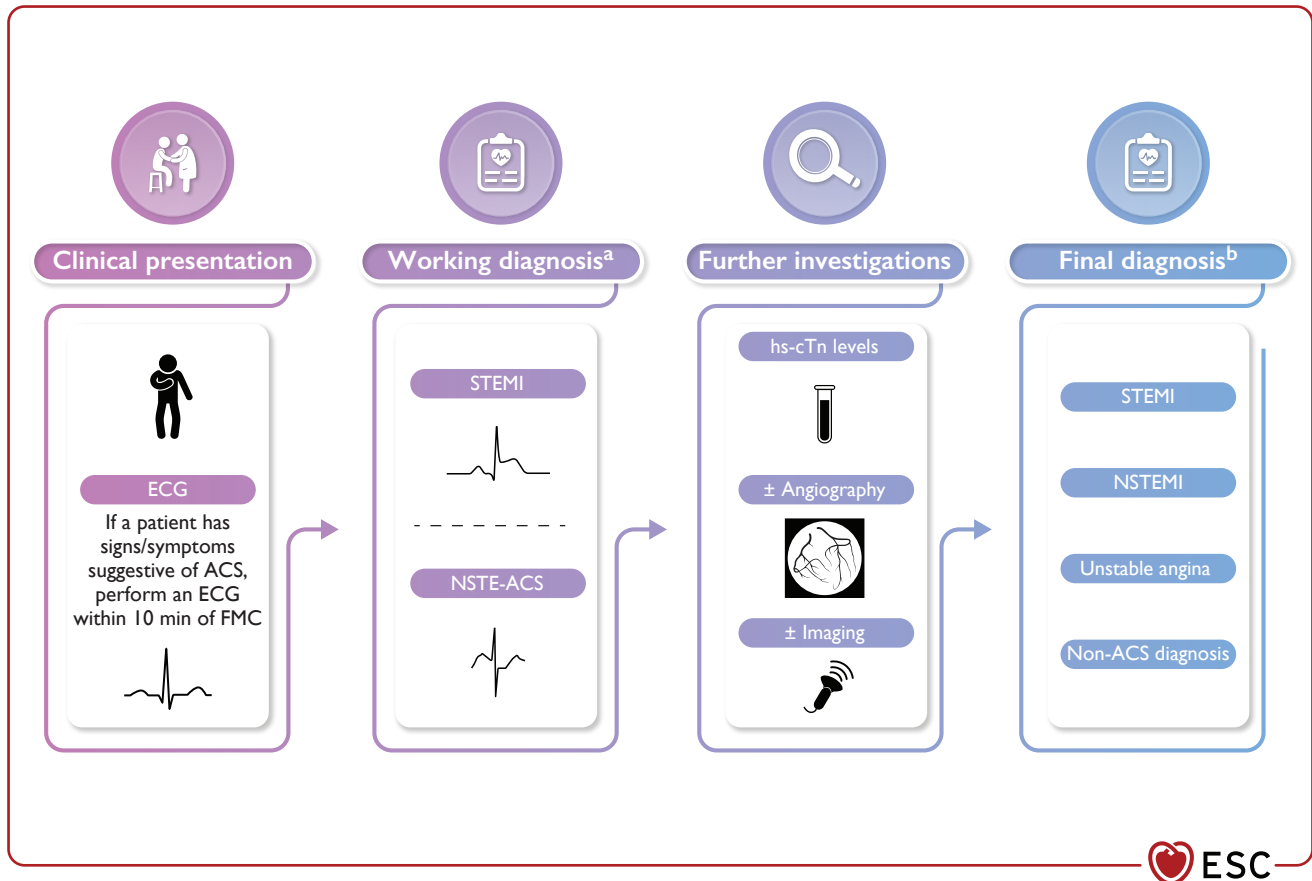 Clinical presentation
ECG
If a patient has
signs/symptoms
suggestive of ACS,
perform an ECG
within 10 min of FMC
Working diagnosisᵃ
STEMI
NSTE-ACS
Further investigations
hs-cTn levels
± Angiography
± Imaging
Final diagnosisᵇ
STEMI
NSTEMI
Unstable angina
Non-ACS diagnosis
ESC